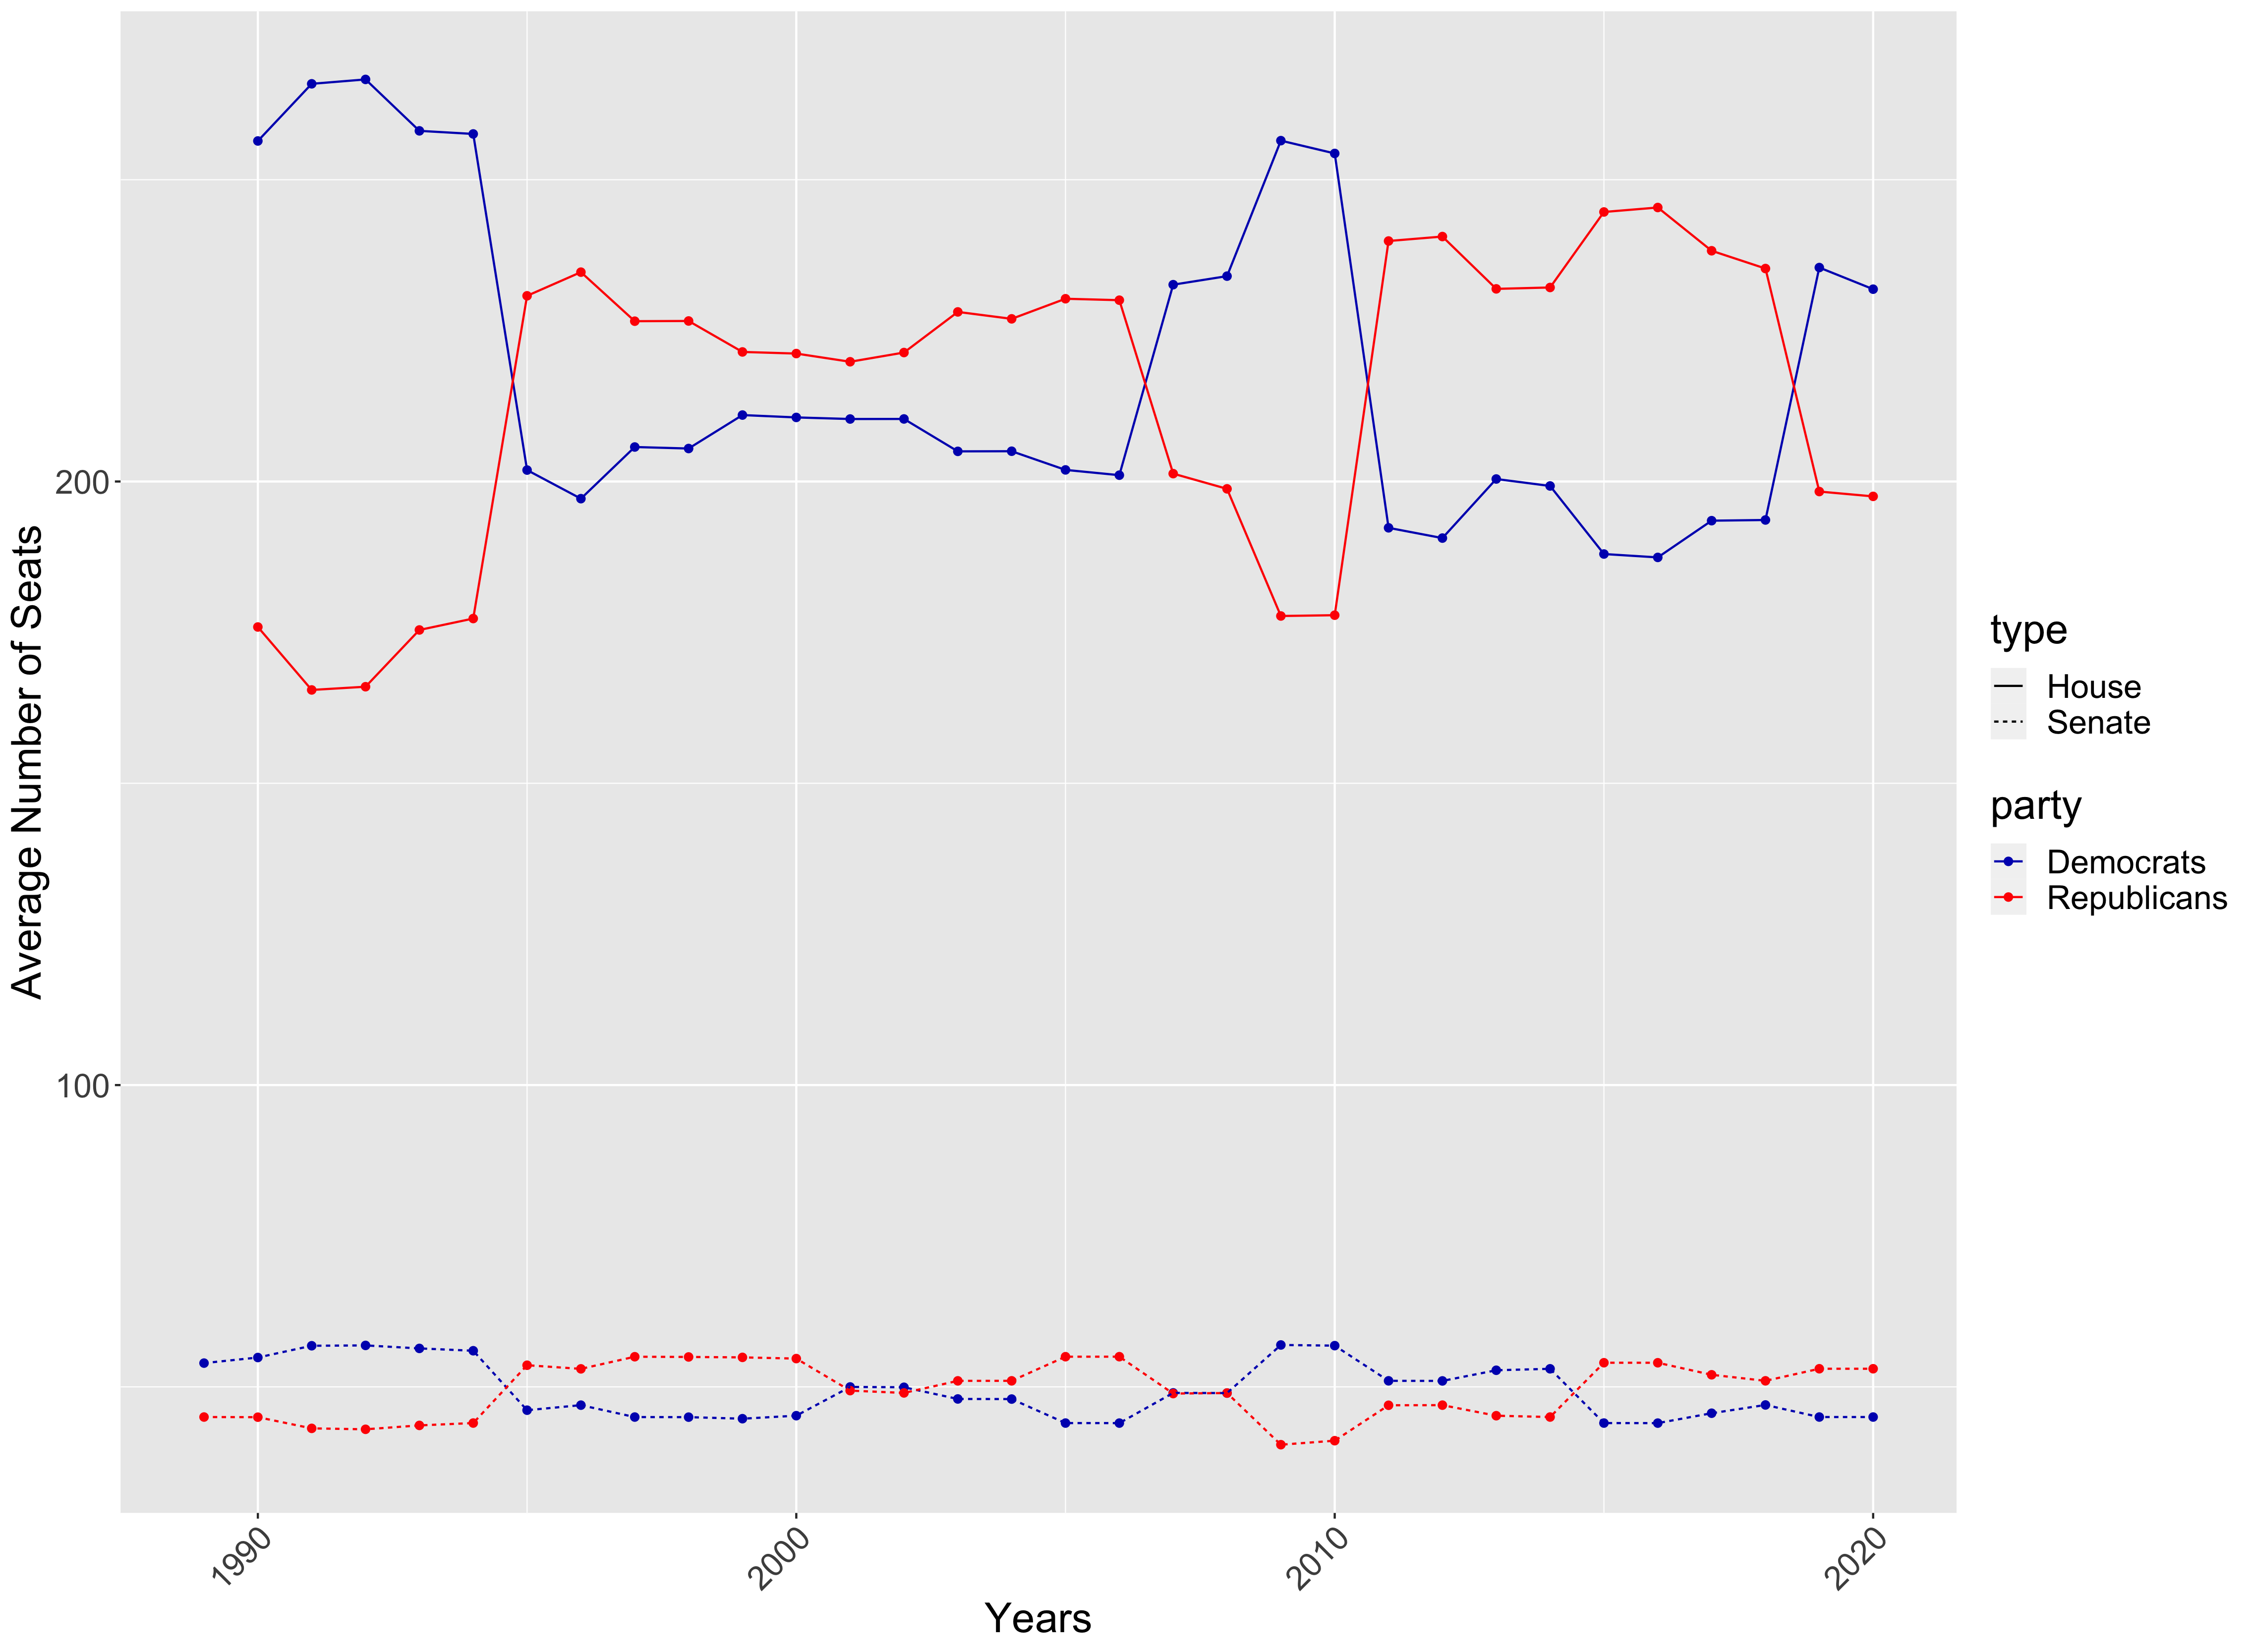 Average Number of Seats
200
100
1990
2000
2010
2020
Years
type
House
Senate
party
Democrats
Republicans